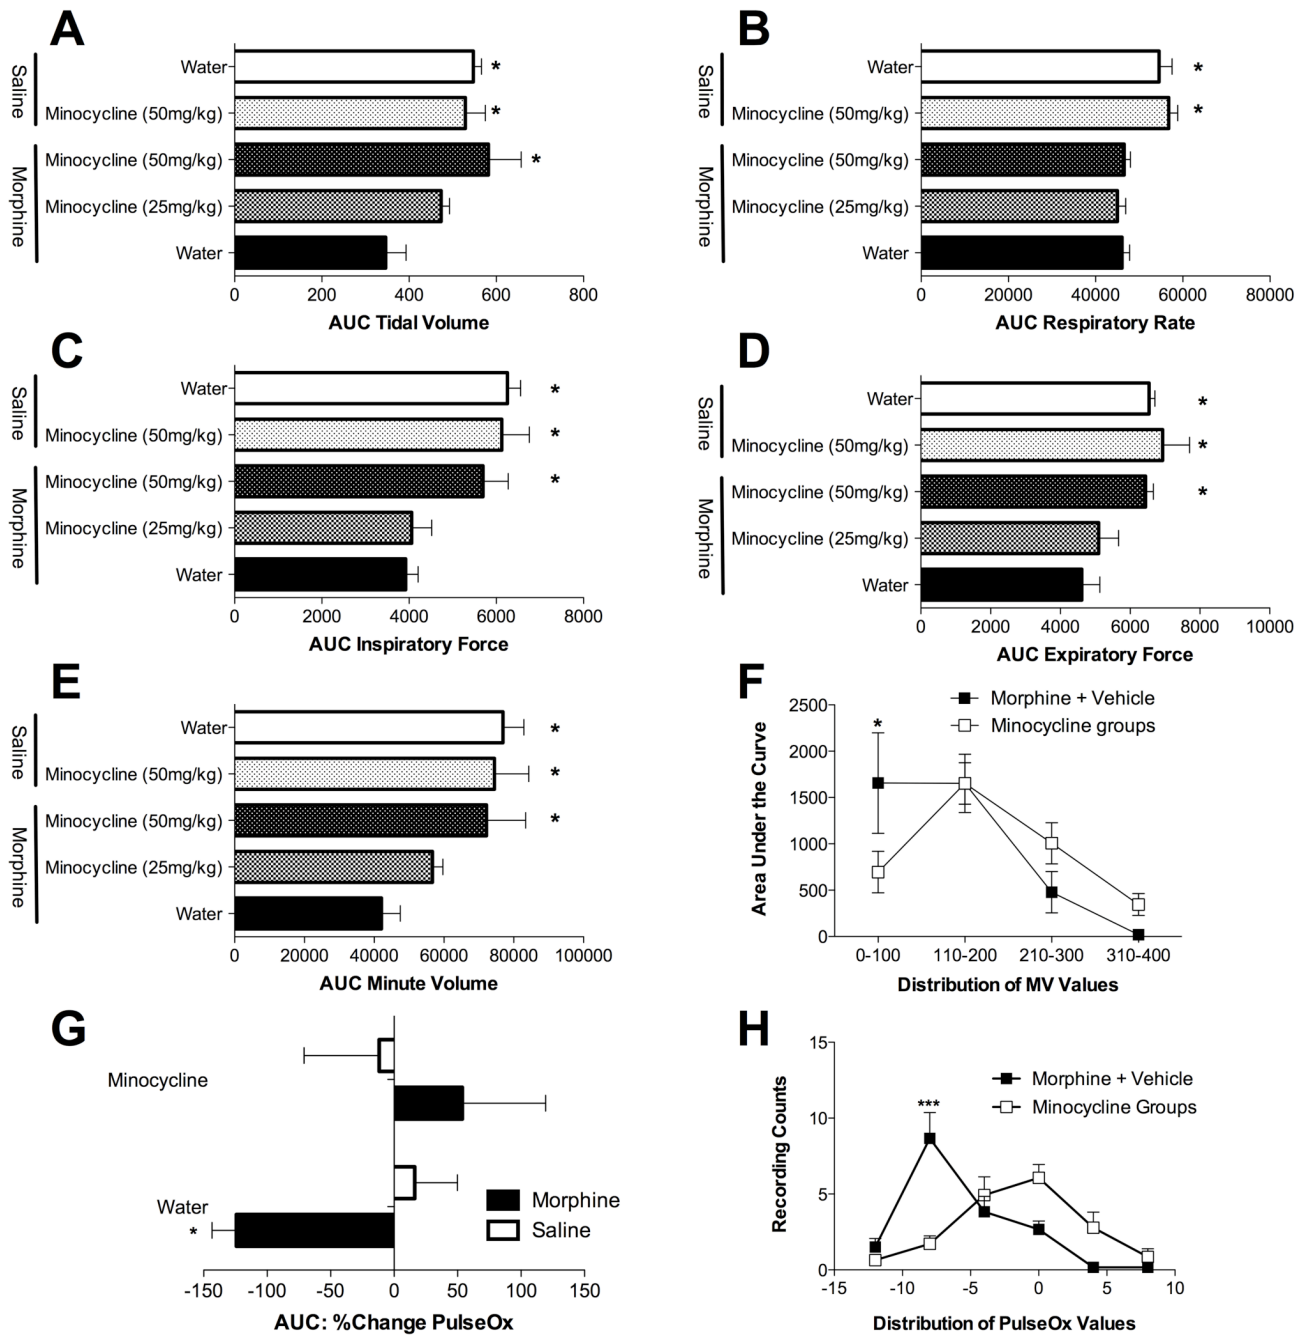 A
Saline
Morphine
Water
*
Minocycline (50mg/kg)
*
Minocycline (50mg/kg)
*
Minocycline (25mg/kg)
Water
0 200 400 600 800
AUC Tidal Volume
B
Saline
Morphine
Water
*
Minocycline (50mg/kg)
*
Minocycline (50mg/kg)
Minocycline (25mg/kg)
Water
0 20000 40000 60000 80000
AUC Respiratory Rate
C
Saline
Morphine
Water
*
Minocycline (50mg/kg)
*
Minocycline (50mg/kg)
*
Minocycline (25mg/kg)
Water
0 2000 4000 6000 8000
AUC Inspiratory Force
D
Saline
Morphine
Water
*
Minocycline (50mg/kg)
*
Minocycline (50mg/kg)
*
Minocycline (25mg/kg)
Water
0 2000 4000 6000 8000 10000
AUC Expiratory Force
E
Saline
Morphine
Water
*
Minocycline (50mg/kg)
*
Minocycline (50mg/kg)
*
Minocycline (25mg/kg)
Water
0 20000 40000 60000 80000 100000
AUC Minute Volume
F
Morphine + Vehicle
Minocycline groups
Area Under the Curve
2500
2000
1500
1000
500
0
*
0-100 110-200 210-300 310-400
Distribution of MV Values
G
Minocycline
Water
*
Morphine
Saline
-150 -100 -50 0 50 100 150
AUC: %Change PulseOx
H
Morphine + Vehicle
Minocycline Groups
Recording Counts
15
10
5
0
***
-15 -10 -5 0 5 10
Distribution of PulseOx Values